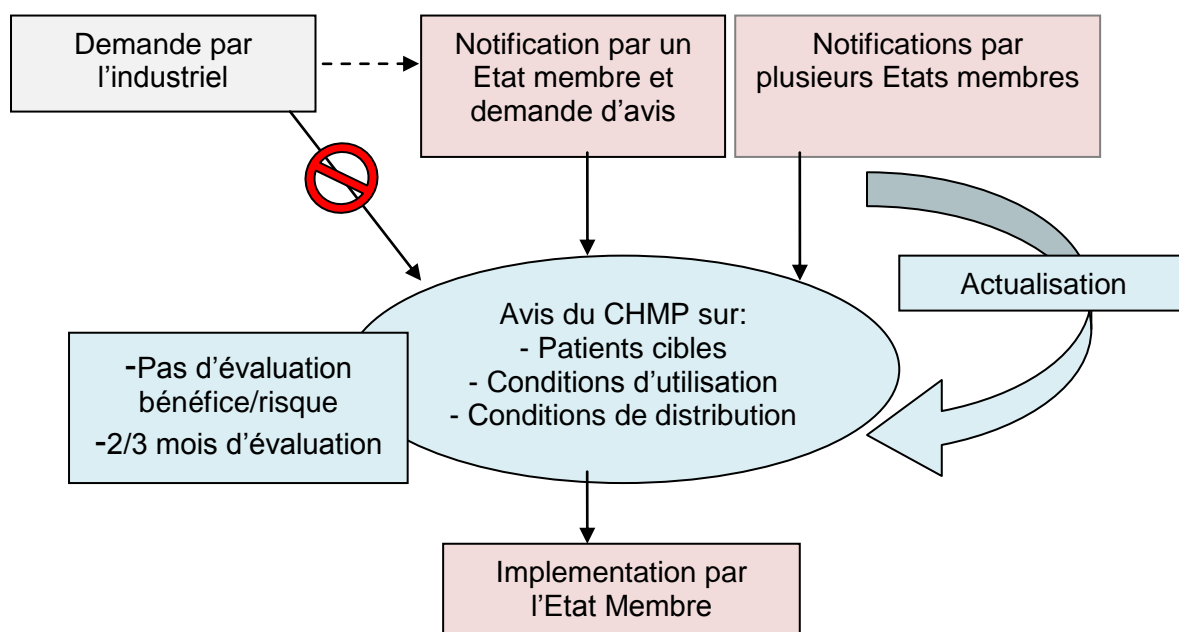 Demande par
l’industriel
Notification par un
Etat membre et
demande d’avis
Notifications par
plusieurs Etats membres
Actualisation
Avis du CHMP sur:
- Patients cibles
- Conditions d’utilisation
- Conditions de distribution
-Pas d’évaluation
bénéfice/risque
-2/3 mois d’évaluation
Implementation par
l’Etat Membre